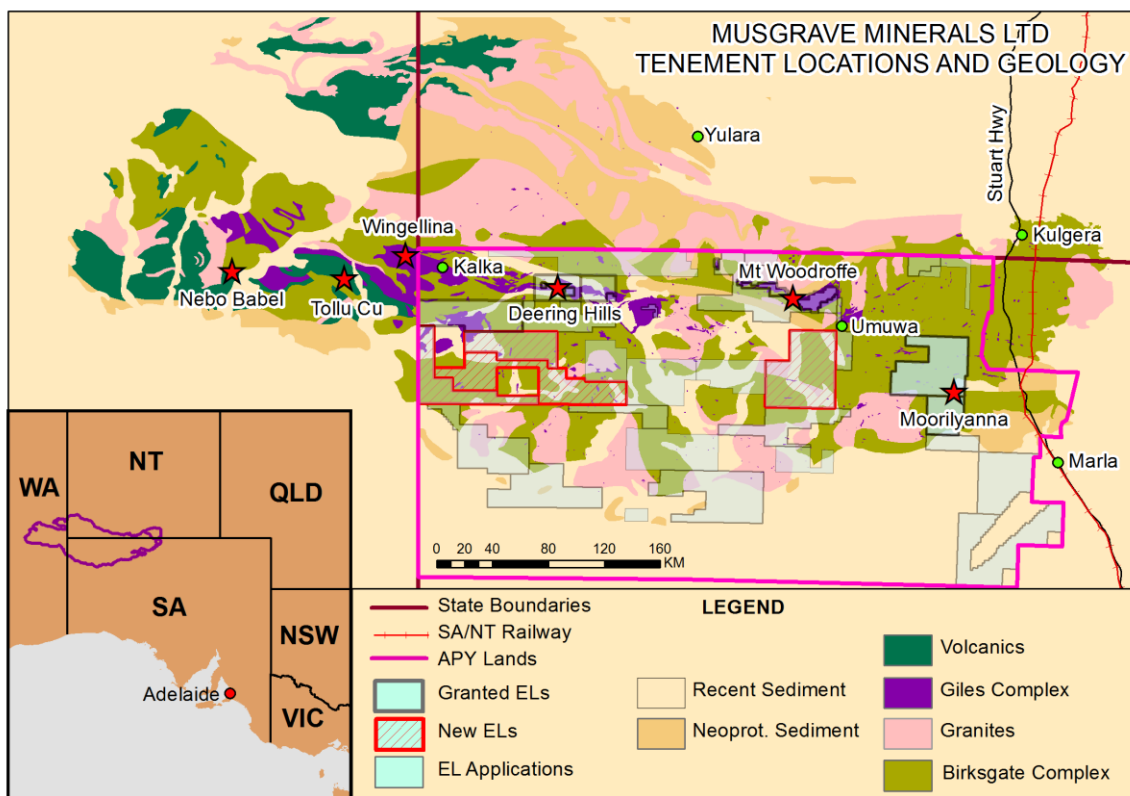 MUSGRAVE MINERALS LTD
TENEMENT LOCATIONS AND GEOLOGY
Stuart Hwy
Yulara
Wingellina
Kulgera
Kalka
Mt Woodroffe
Nebo Babel
Tollu Cu
Deering Hills
Umuwa
Moorilyanna
Marla
NT
WA
QLD
SA
NSW
Adelaide
VIC
0 20 40 80 120 160
KM
LEGEND
State Boundaries
SA/NT Railway
APY Lands
Granted ELs
New ELs
EL Applications
Recent Sediment
Neoprot. Sediment
Volcanics
Giles Complex
Granites
Birksgate Complex